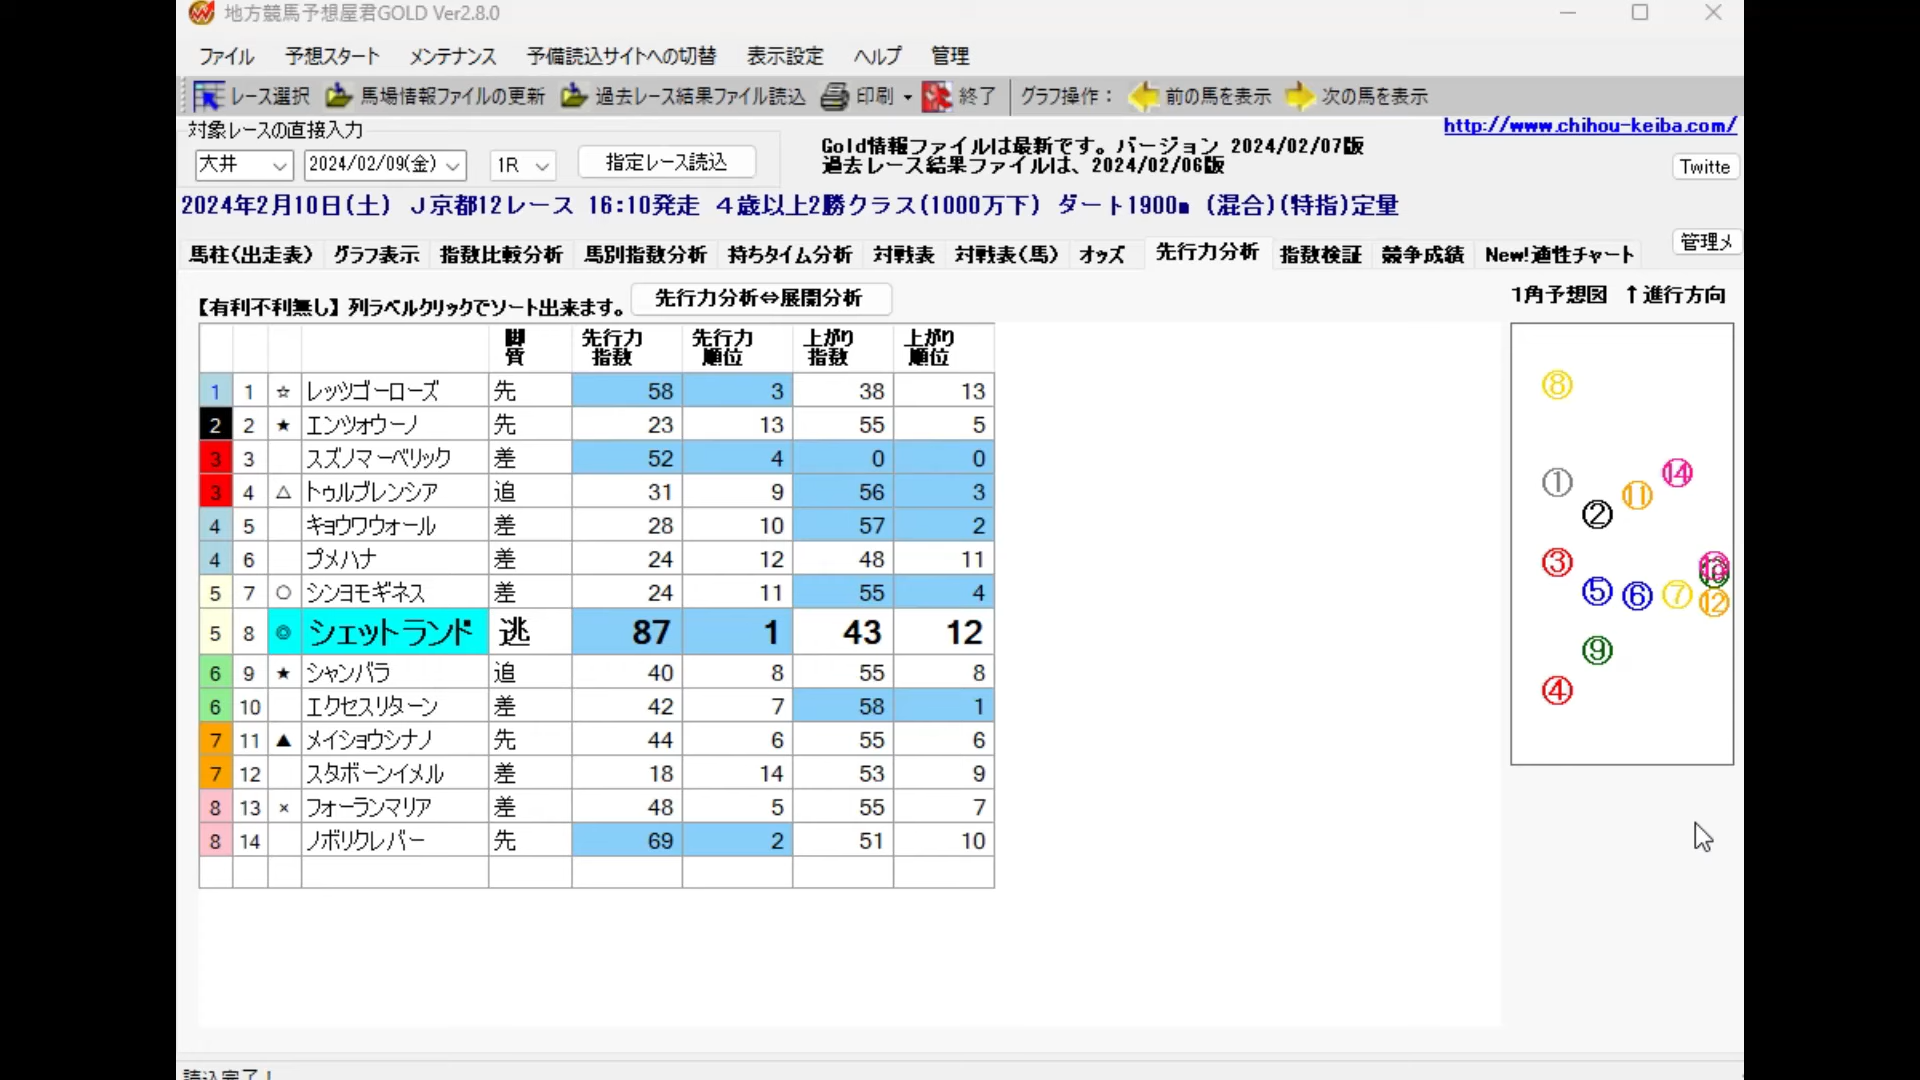 地方競馬予想屋君GOLD Ver2.8.0
ファイル 予想スタート メンテナンス 予備読込サイトへの切替 表示設定 ヘルプ 管理
レース選択 馬場情報ファイルの更新 過去レース結果ファイル読込 印刷 終了 グラフ操作： 前の馬を表示 次の馬を表示
対象レースの直接入力
http://www.chihou-keiba.com/
大井 2024/02/09(金) 1R 指定レース読込
Gold情報ファイルは最新です。バージョン 2024/02/07版
過去レース結果ファイルは、2024/02/06版
Twitte
2024年2月10日(土) Ｊ京都12レース 16:10発走 ４歳以上2勝クラス(1000万下) ダート1900m (混合)(特指)定量
管理メ
馬柱(出走表) グラフ表示 指数比較分析 馬別指数分析 持ちタイム分析 対戦表 対戦表(馬) オッズ 先行力分析 指数検証 競争成績 New!適性チャート
【有利不利無し】列ラベルクリックでソート出来ます。 先行力分析⇔展開分析
1角予想図 ↑進行方向
脚質 先行力指数 先行力順位 上がり指数 上がり順位
1 1 ☆ レッツゴーローズ 先 58 3 38 13
2 2 ★ エンツォウーノ 先 23 13 55 5
3 3 スズノマーベリック 差 52 4 0 0
3 4 △ トゥルブレンシア 追 31 9 56 3
4 5 キョウワウォール 差 28 10 57 2
4 6 プメハナ 差 24 12 48 11
5 7 ○ シンヨモギネス 差 24 11 55 4
5 8 ◎ シェットランド 逃 87 1 43 12
6 9 ★ シャンバラ 追 40 8 55 8
6 10 エクセスリターン 差 42 7 58 1
7 11 ▲ メイショウシナノ 先 44 6 55 6
7 12 スタボーンイメル 差 18 14 53 9
8 13 × フォーランマリア 差 48 5 55 7
8 14 ノボリクレバー 先 69 2 51 10
⑧
⑭
① ⑪
②
③
⑤ ⑥ ⑦ ⑫
⑨
④
読込完了！